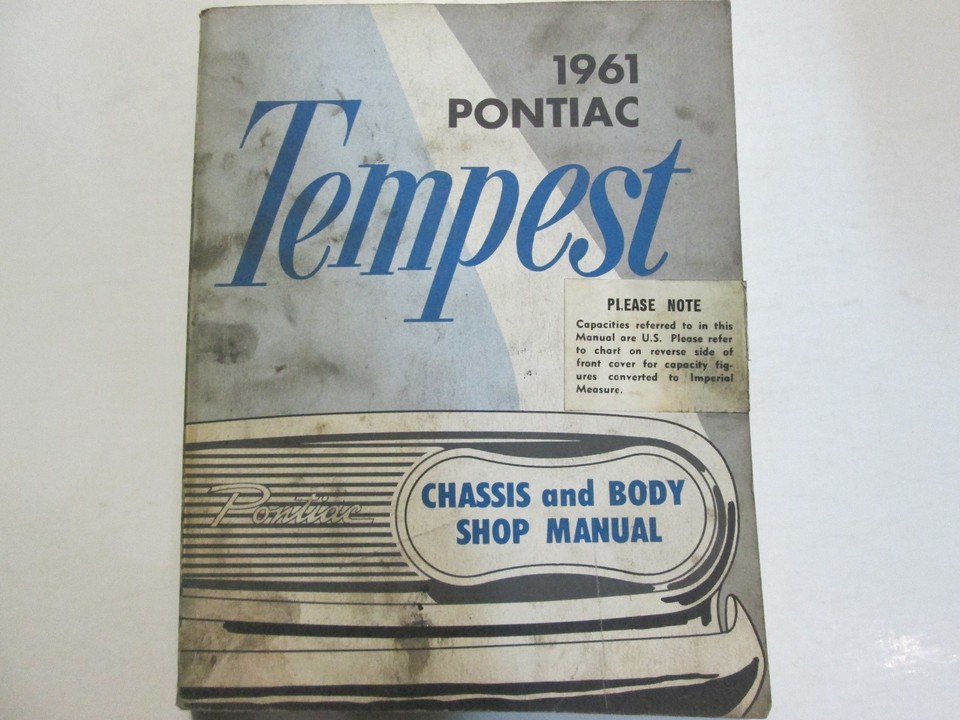 1961
PONTIAC
Tempest
PLEASE NOTE
Capacities referred to in this
Manual are U.S. Please refer
to chart on reverse side of
front cover for capacity fig-
ures converted to Imperial
Measure.
Pontiac
CHASSIS and BODY
SHOP MANUAL